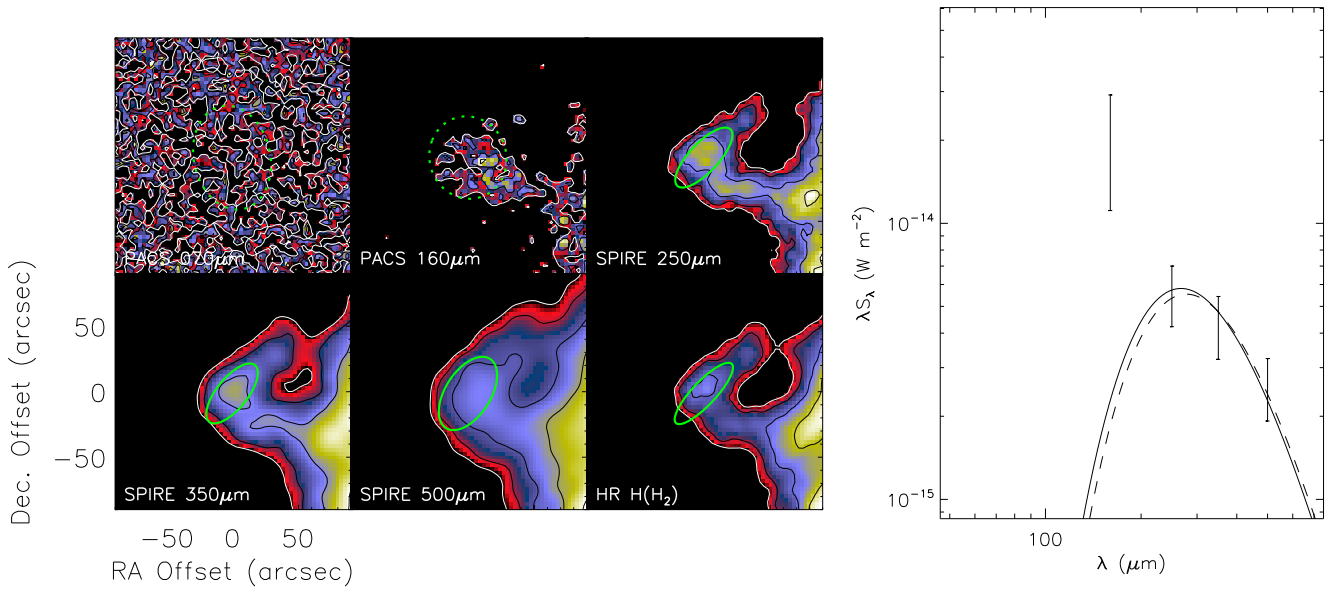 PACS 070μm
PACS 160μm
SPIRE 250μm
SPIRE 350μm
SPIRE 500μm
HR H(H₂)
Dec. Offset (arcsec)
50
0
−50
−50 0 50
RA Offset (arcsec)
λS_λ (W m⁻²)
10⁻¹⁴
10⁻¹⁵
100
λ (μm)